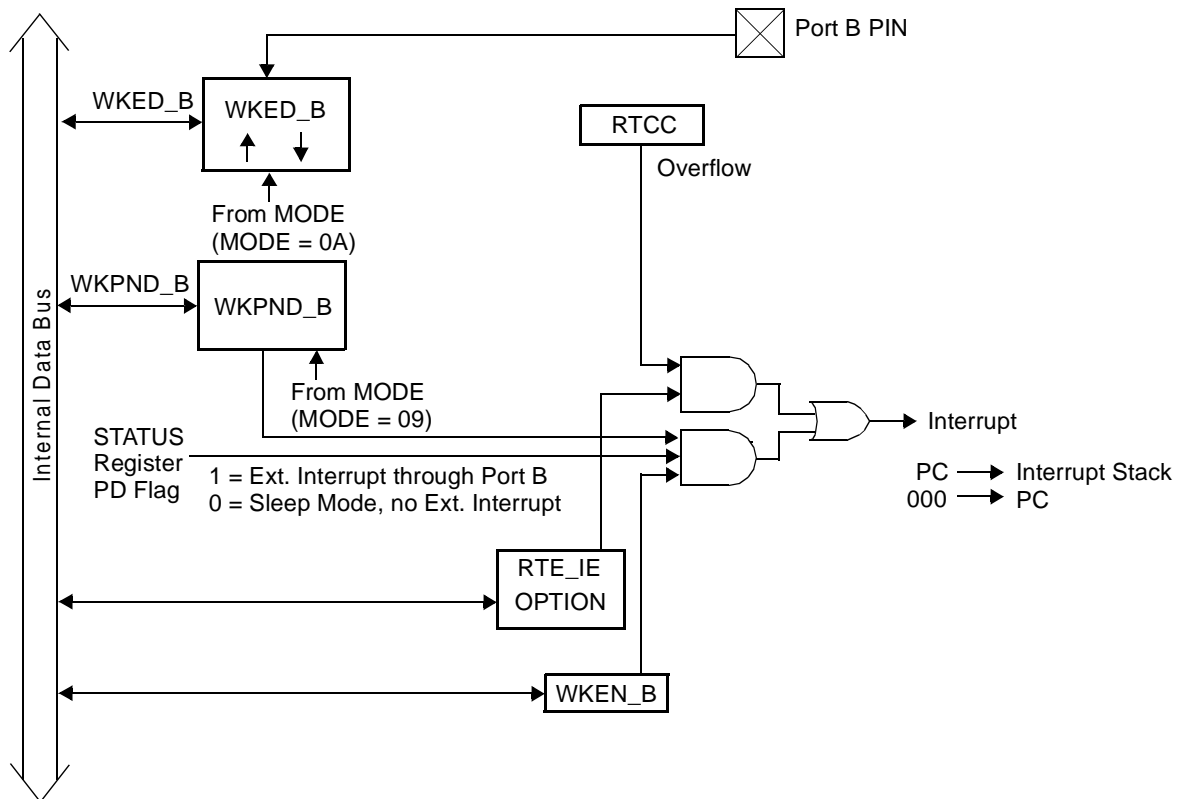 Port B PIN
WKED_B
WKED_B
RTCC
Overflow
From MODE
(MODE = 0A)
WKPND_B
WKPND_B
Internal Data Bus
From MODE
(MODE = 09)
STATUS
Register
PD Flag
1 = Ext. Interrupt through Port B
0 = Sleep Mode, no Ext. Interrupt
Interrupt
PC
Interrupt Stack
000
PC
RTE_IE
OPTION
WKEN_B